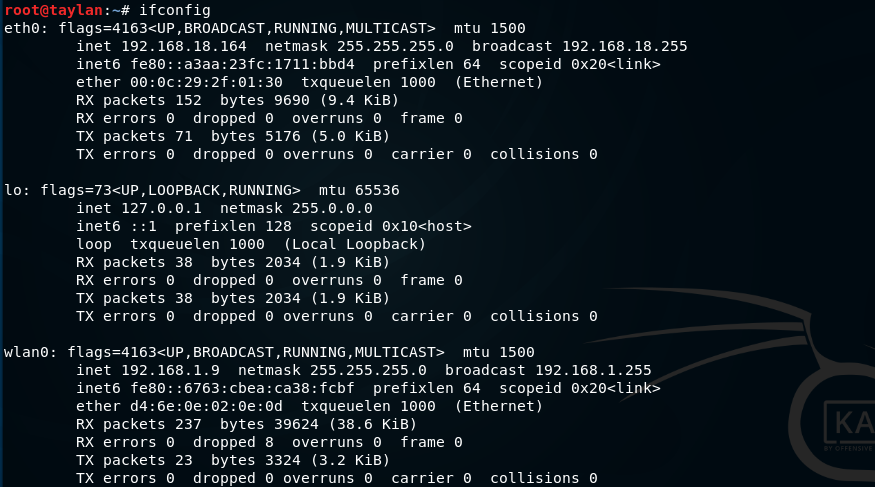 root@taylan:~# ifconfig
eth0: flags=4163<UP,BROADCAST,RUNNING,MULTICAST>  mtu 1500
        inet 192.168.18.164  netmask 255.255.255.0  broadcast 192.168.18.255
        inet6 fe80::a3aa:23fc:1711:bbd4  prefixlen 64  scopeid 0x20<link>
        ether 00:0c:29:2f:01:30  txqueuelen 1000  (Ethernet)
        RX packets 152  bytes 9690 (9.4 KiB)
        RX errors 0  dropped 0  overruns 0  frame 0
        TX packets 71  bytes 5176 (5.0 KiB)
        TX errors 0  dropped 0 overruns 0  carrier 0  collisions 0

lo: flags=73<UP,LOOPBACK,RUNNING>  mtu 65536
        inet 127.0.0.1  netmask 255.0.0.0
        inet6 ::1  prefixlen 128  scopeid 0x10<host>
        loop  txqueuelen 1000  (Local Loopback)
        RX packets 38  bytes 2034 (1.9 KiB)
        RX errors 0  dropped 0  overruns 0  frame 0
        TX packets 38  bytes 2034 (1.9 KiB)
        TX errors 0  dropped 0 overruns 0  carrier 0  collisions 0

wlan0: flags=4163<UP,BROADCAST,RUNNING,MULTICAST>  mtu 1500
        inet 192.168.1.9  netmask 255.255.255.0  broadcast 192.168.1.255
        inet6 fe80::6763:cbea:ca38:fcbf  prefixlen 64  scopeid 0x20<link>
        ether d4:6e:0e:02:0e:0d  txqueuelen 1000  (Ethernet)
        RX packets 237  bytes 39624 (38.6 KiB)
        RX errors 0  dropped 8  overruns 0  frame 0
        TX packets 23  bytes 3324 (3.2 KiB)
        TX errors 0  dropped 0 overruns 0  carrier 0  collisions 0
KA
BY OFFENSIVE